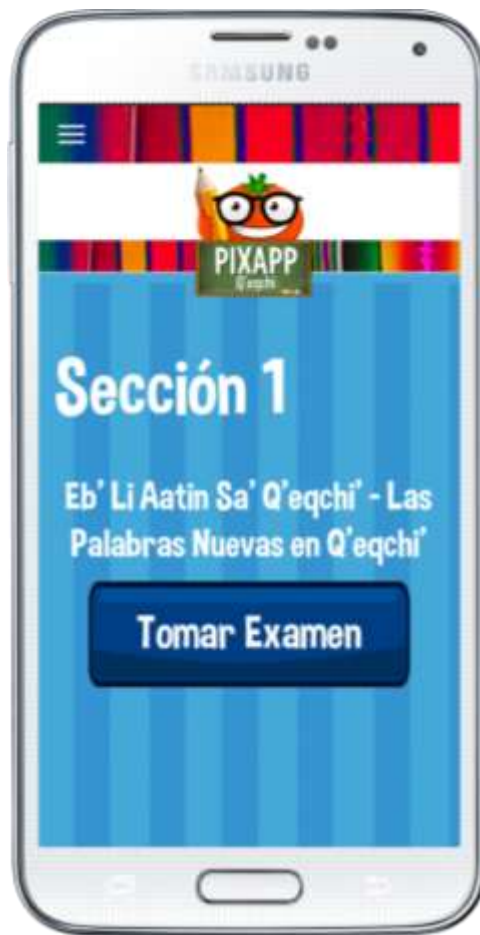 SAMSUNG
PIXAPP
Q'eqchi'
Sección 1
Eb' Li Aatin Sa' Q'eqchi' - Las
Palabras Nuevas en Q'eqchi'
Tomar Examen